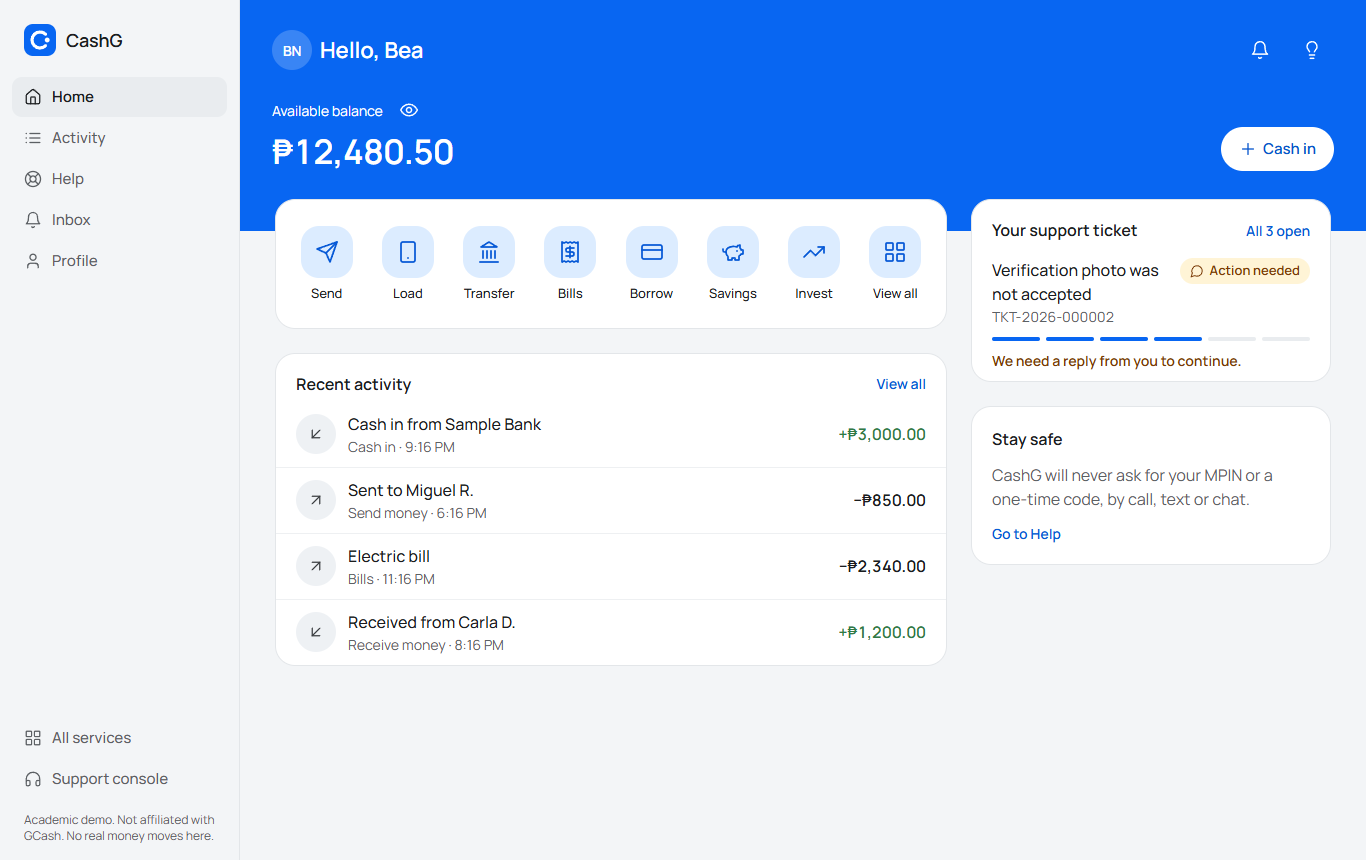 CashG
Home
Activity
Help
Inbox
Profile
All services
Support console
Academic demo. Not affiliated with
GCash. No real money moves here.
BN
Hello, Bea
Available balance
₱12,480.50
Cash in
Send
Load
Transfer
Bills
Borrow
Savings
Invest
View all
Recent activity
View all
Cash in from Sample Bank
Cash in · 9:16 PM
+₱3,000.00
Sent to Miguel R.
Send money · 6:16 PM
−₱850.00
Electric bill
Bills · 11:16 PM
−₱2,340.00
Received from Carla D.
Receive money · 8:16 PM
+₱1,200.00
Your support ticket
All 3 open
Verification photo was
not accepted
Action needed
TKT-2026-000002
We need a reply from you to continue.
Stay safe
CashG will never ask for your MPIN or a
one-time code, by call, text or chat.
Go to Help